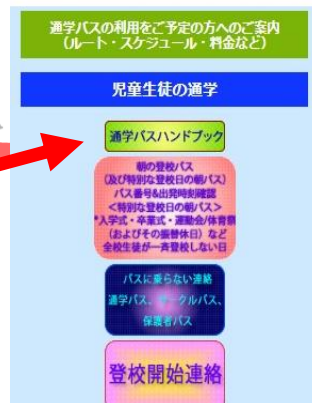 通学バスの利用をご予定の方へのご案内
(ルート・スケジュール・料金など)
児童生徒の通学
通学バスハンドブック
朝の登校バス
(及び特別な登校日の朝バス)
バス番号&出発時刻確認
<特別な登校日の朝バス>
*入学式・卒業式・運動会/体育祭
(およびその振替休日)など
全校生徒が一斉登校しない日
バスに乗らない連絡
通学バス、サークルバス、
保護者バス
登校開始連絡